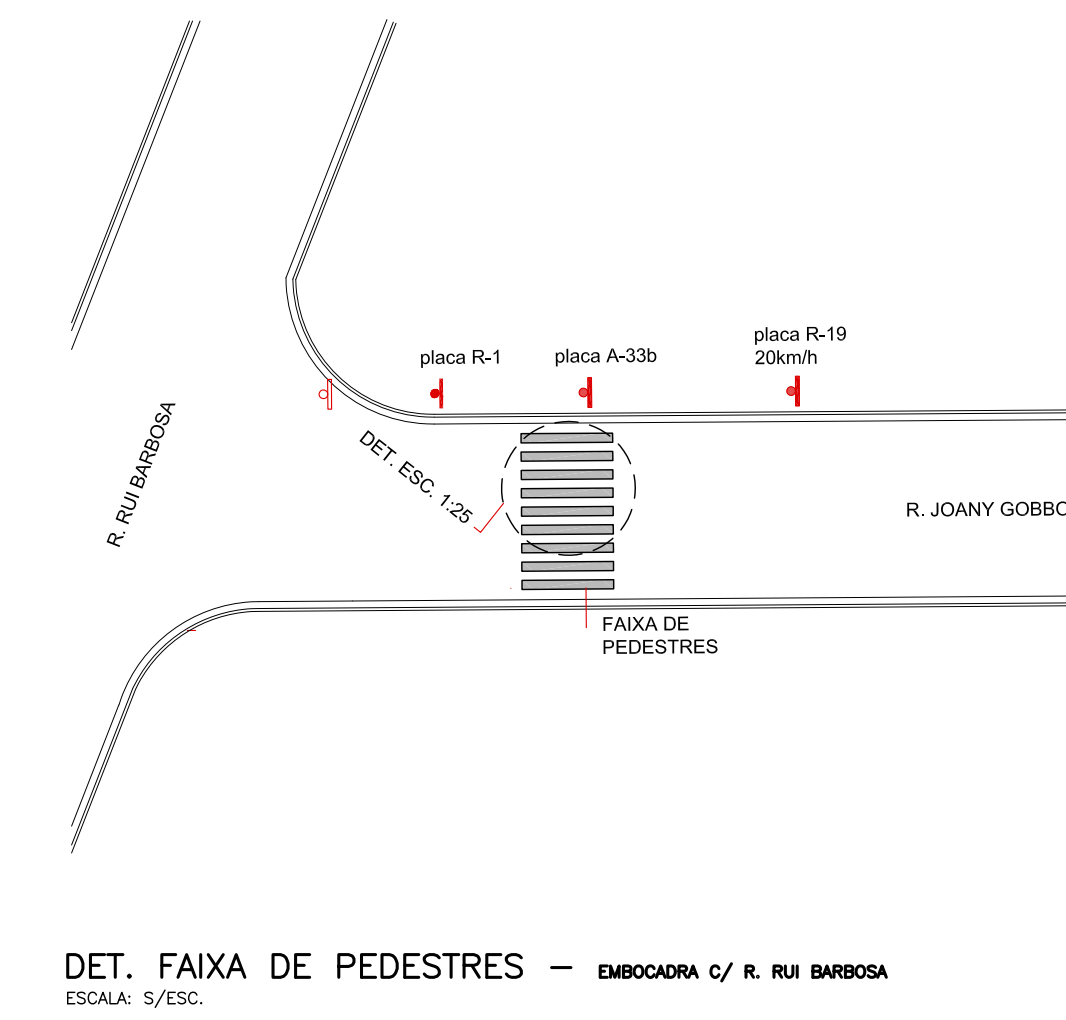 placa R-1
placa A-33b
placa R-19
20km/h
R. RUI BARBOSA
DET. ESC. 1:25
R. JOANY GOBBO
FAIXA DE
PEDESTRES
DET. FAIXA DE PEDESTRES – EMBOCADRA C/ R. RUI BARBOSA
ESCALA: S/ESC.